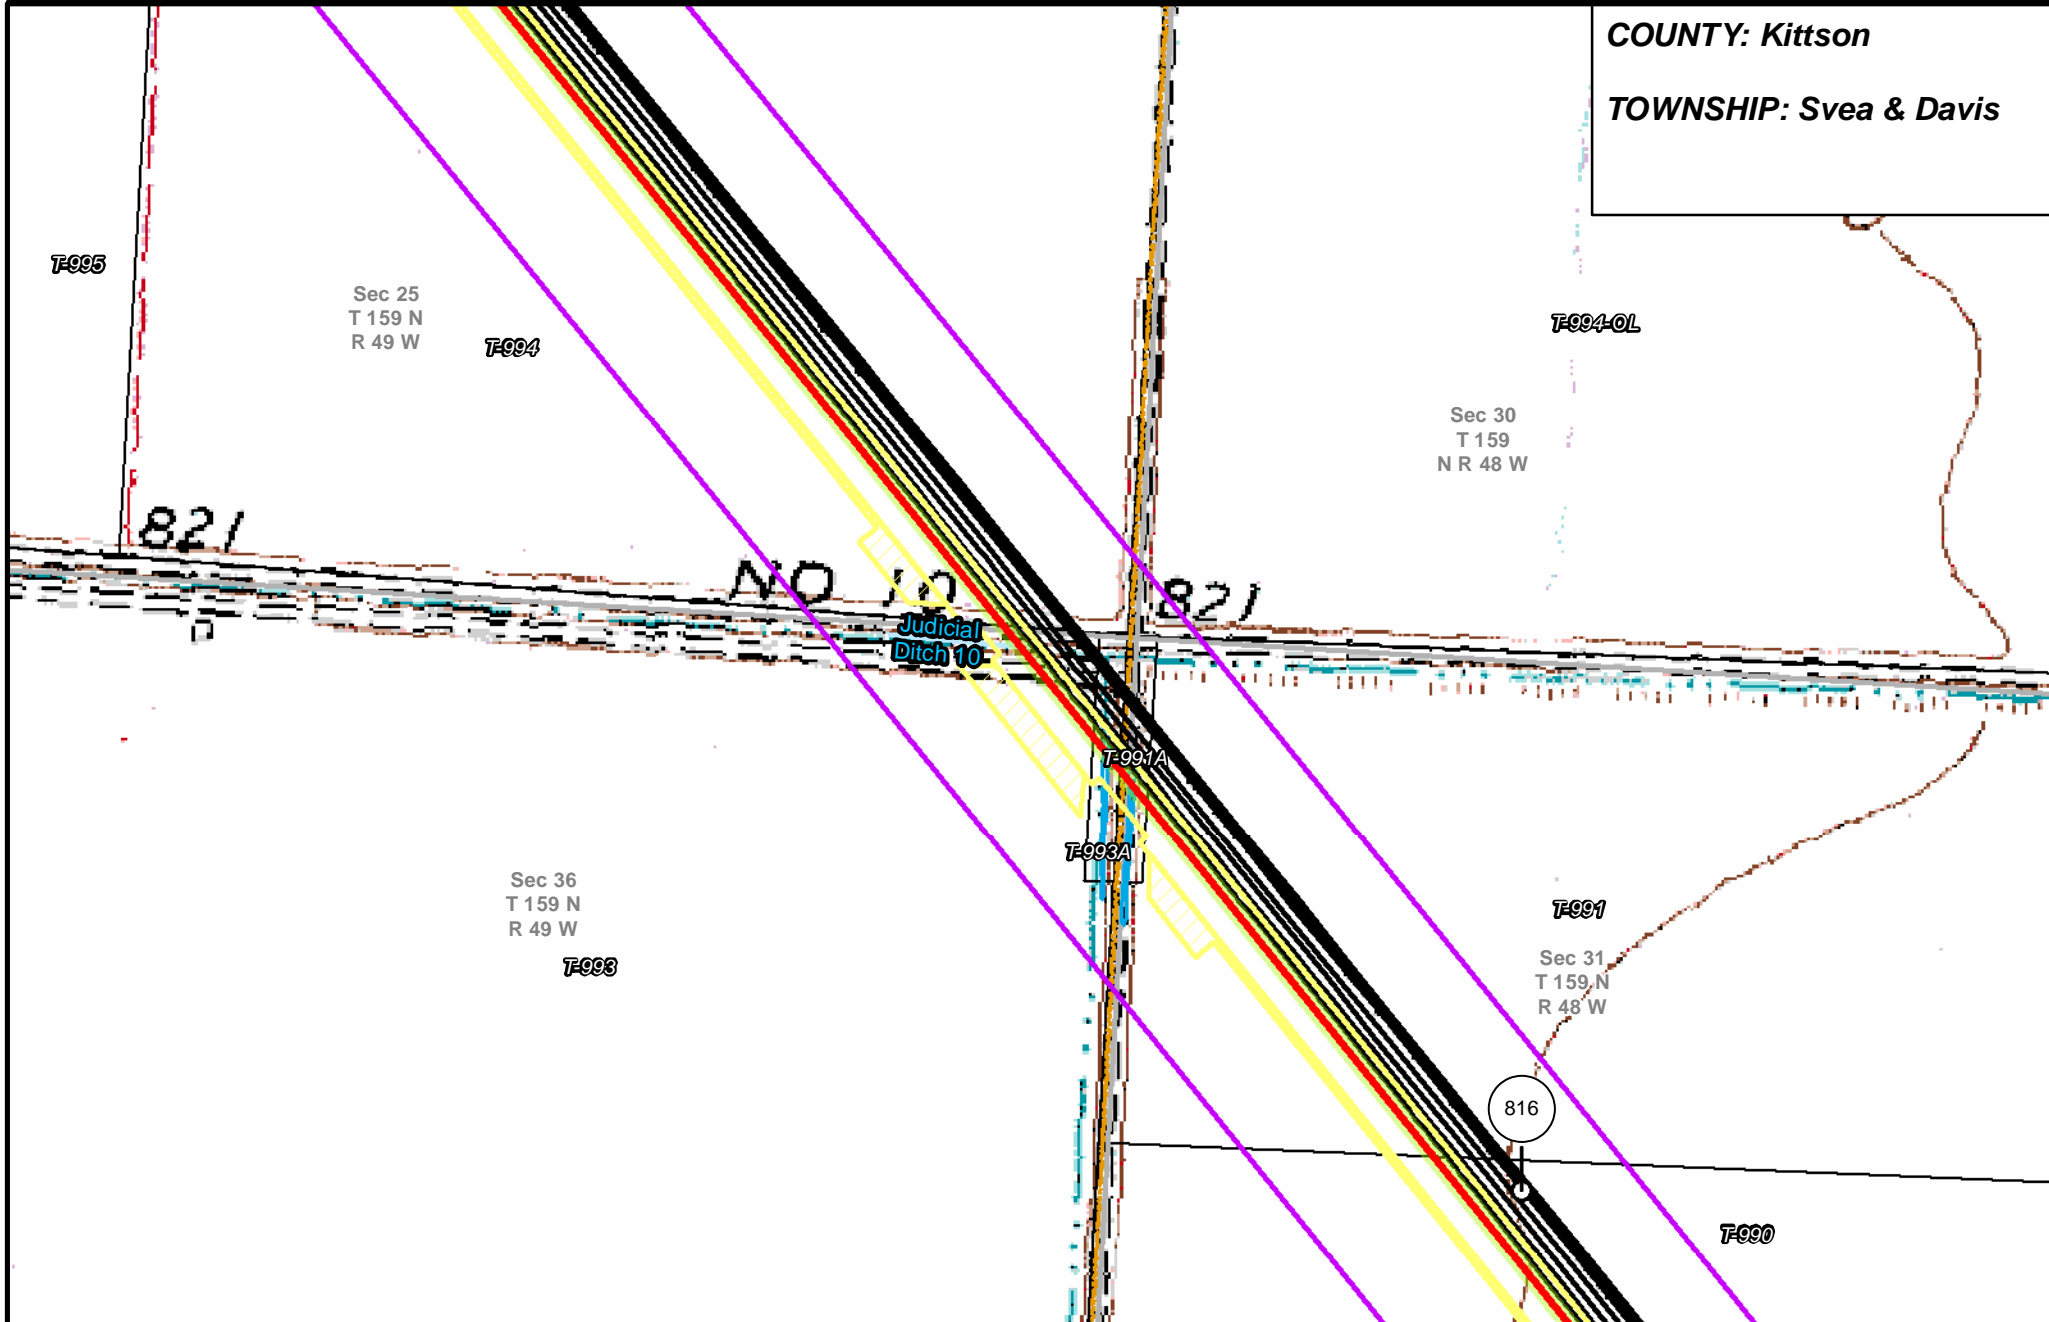 COUNTY: Kittson
TOWNSHIP: Svea & Davis
T-995
Sec 25
T 159 N
R 49 W
T-994
T-994-OL
Sec 30
T 159
N R 48 W
821
NO 10
821
Judicial
Ditch 10
T-991A
T-993A
Sec 36
T 159 N
R 49 W
T-993
T-991
Sec 31
T 159 N
R 48 W
816
T-990